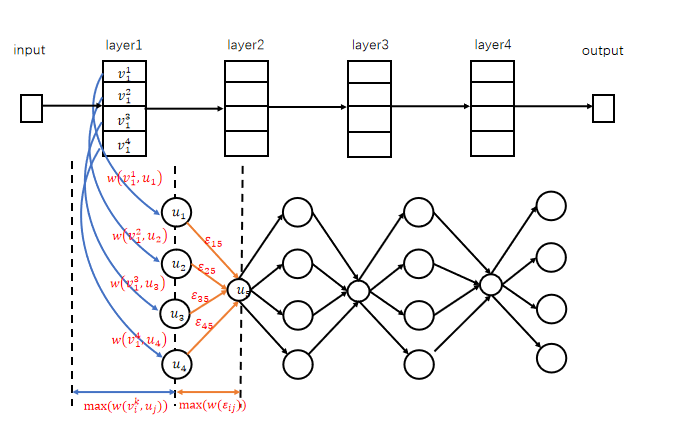 input
layer1
layer2
layer3
layer4
output
v₁¹
v₁²
v₁³
v₁⁴
w(v₁¹,u₁)
u₁
ε₁₅
w(v₁²,u₂)
u₂
ε₂₅
w(v₁³,u₃)
ε₃₅
u₅
u₃
ε₄₅
w(v₁⁴,u₄)
u₄
max(w(vᵢᵏ,uⱼ))
max(w(εᵢⱼ))